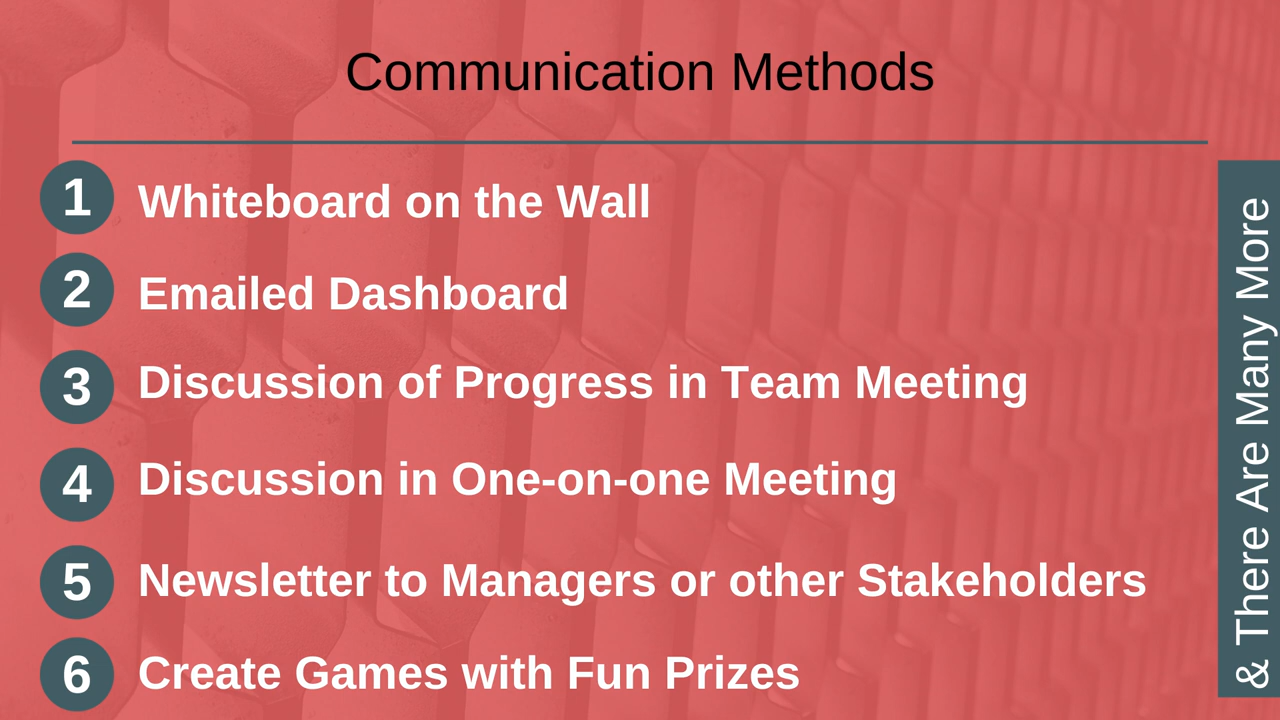 Communication Methods
1 Whiteboard on the Wall
2 Emailed Dashboard
3 Discussion of Progress in Team Meeting
4 Discussion in One-on-one Meeting
5 Newsletter to Managers or other Stakeholders
6 Create Games with Fun Prizes
& There Are Many More